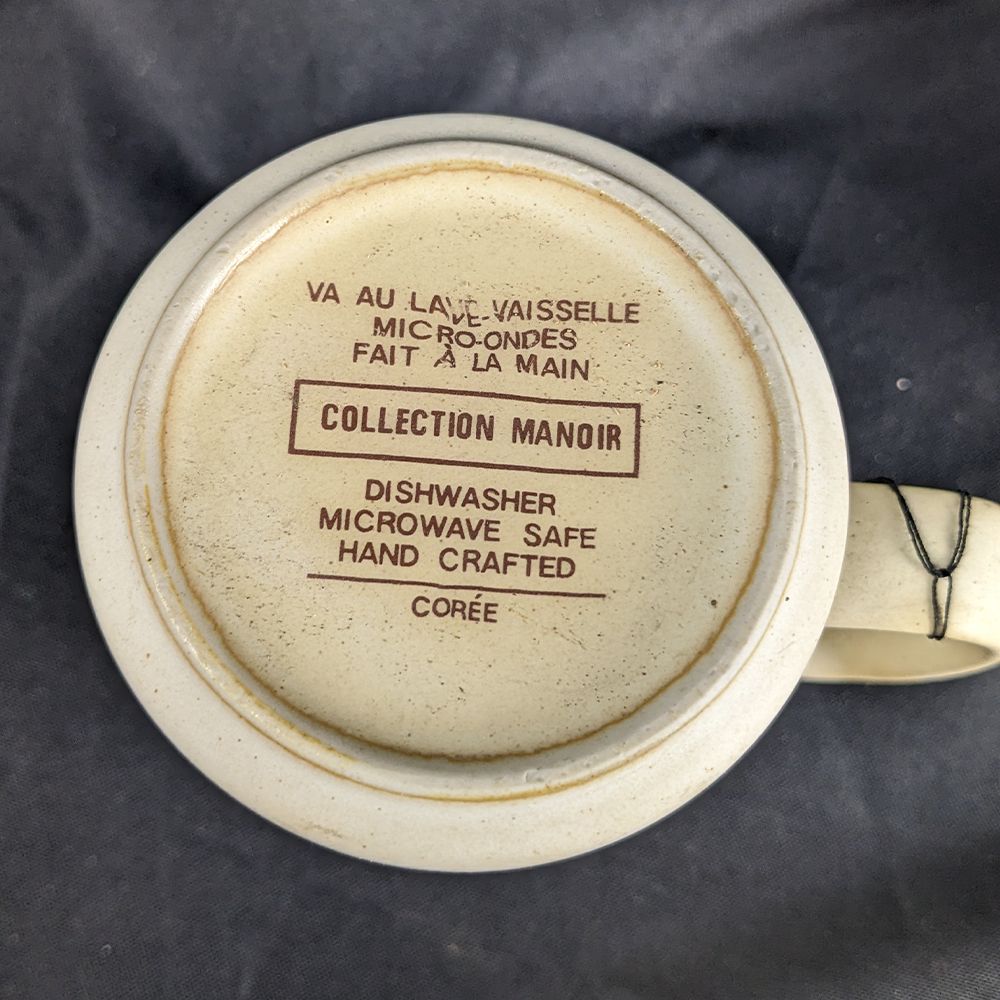 VA AU LAVE-VAISSELLE
MICRO-ONDES
FAIT À LA MAIN
COLLECTION MANOIR
DISHWASHER
MICROWAVE SAFE
HAND CRAFTED
CORÉE